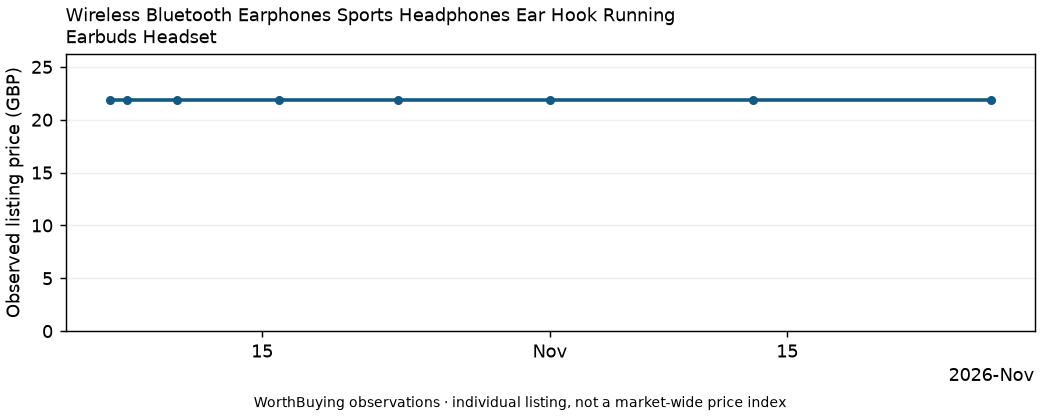 Wireless Bluetooth Earphones Sports Headphones Ear Hook Running
Earbuds Headset
Observed listing price (GBP)
25
20
15
10
5
0
15
Nov
15
2026-Nov
WorthBuying observations · individual listing, not a market-wide price index